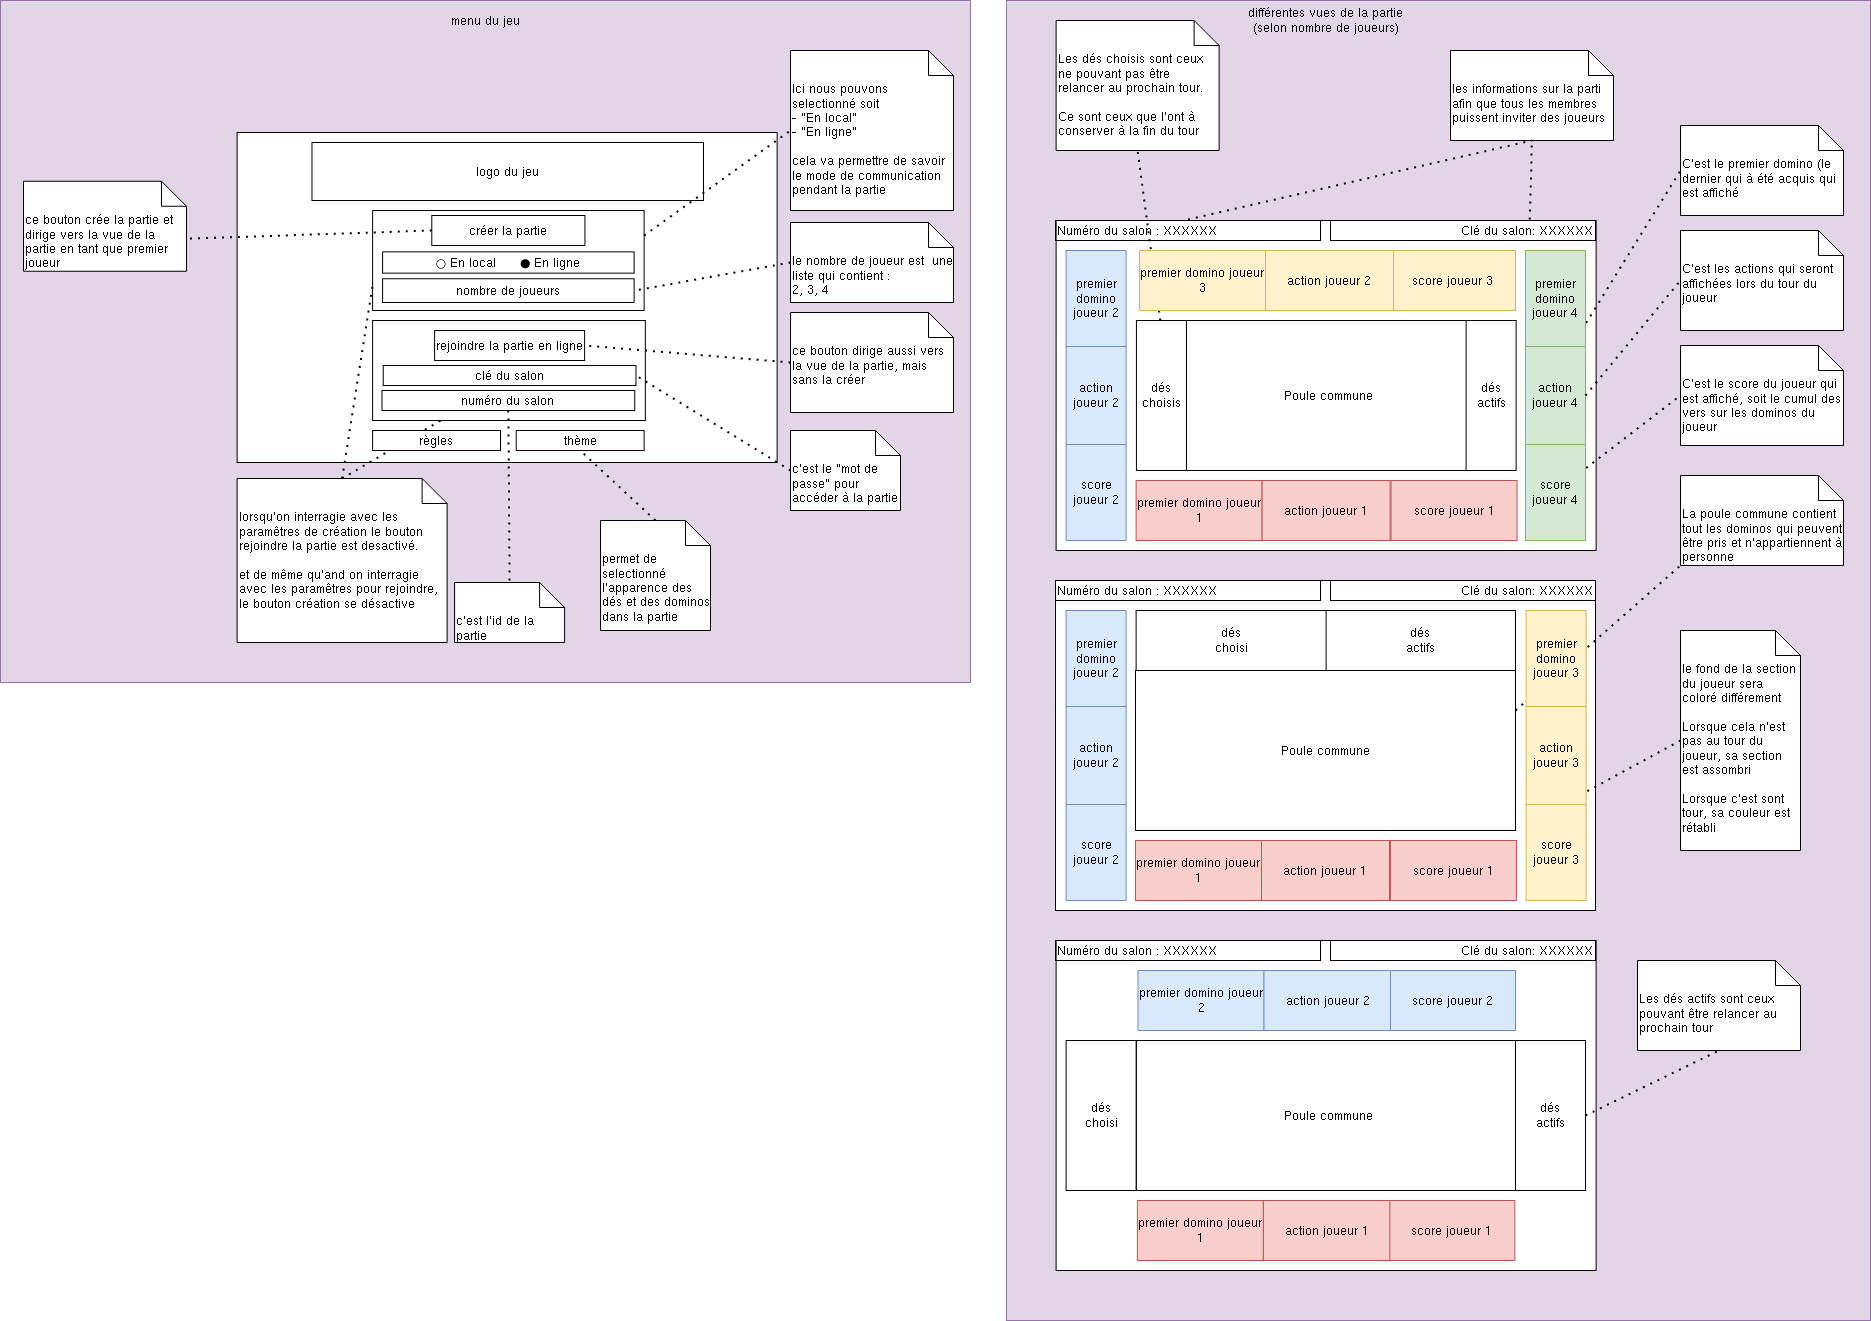 menu du jeu
ce bouton crée la partie et
dirige vers la vue de la
partie en tant que premier
joueur
logo du jeu
créer la partie
En local
En ligne
nombre de joueurs
rejoindre la partie en ligne
clé du salon
numéro du salon
règles
thème
Ici nous pouvons
selectionné soit
- "En local"
- "En ligne"
cela va permettre de savoir
le mode de communication
pendant la partie
le nombre de joueur est  une
liste qui contient :
2, 3, 4
ce bouton dirige aussi vers
la vue de la partie, mais
sans la créer
c'est le "mot de
passe" pour
accéder à la partie
lorsqu'on interragie avec les
paramêtres de création le bouton
rejoindre la partie est desactivé.
et de même qu'and on interragie
avec les paramêtres pour rejoindre,
le bouton création se désactive
c'est l'id de la
partie
permet de
selectionné
l'apparence des
dés et des dominos
dans la partie
différentes vues de la partie
(selon nombre de joueurs)
Les dés choisis sont ceux
ne pouvant pas être
relancer au prochain tour.
Ce sont ceux que l'ont à
conserver à la fin du tour
les informations sur la parti
afin que tous les membres
puissent inviter des joueurs
Numéro du salon : XXXXXX
Clé du salon: XXXXXX
premier
domino
joueur 2
action
joueur 2
score
joueur 2
premier domino joueur
3
action joueur 2
score joueur 3
premier
domino
joueur 4
action
joueur 4
score
joueur 4
dés
choisis
Poule commune
dés
actifs
premier domino joueur
1
action joueur 1
score joueur 1
C'est le premier domino (le
dernier qui à été acquis qui
est affiché
C'est les actions qui seront
affichées lors du tour du
joueur
C'est le score du joueur qui
est affiché, soit le cumul des
vers sur les dominos du
joueur
La poule commune contient
tout les dominos qui peuvent
être pris et n'appartiennent à
personne
Numéro du salon : XXXXXX
Clé du salon: XXXXXX
premier
domino
joueur 2
action
joueur 2
score
joueur 2
dés
choisi
dés
actifs
Poule commune
premier
domino
joueur 3
action
joueur 3
score
joueur 3
premier domino joueur
1
action joueur 1
score joueur 1
le fond de la section
du joueur sera
coloré différement
Lorsque cela n'est
pas au tour du
joueur, sa section
est assombri
Lorsque c'est sont
tour, sa couleur est
rétabli
Numéro du salon : XXXXXX
Clé du salon: XXXXXX
premier domino joueur
2
action joueur 2
score joueur 2
dés
choisi
Poule commune
dés
actifs
premier domino joueur
1
action joueur 1
score joueur 1
Les dés actifs sont ceux
pouvant être relancer au
prochain tour